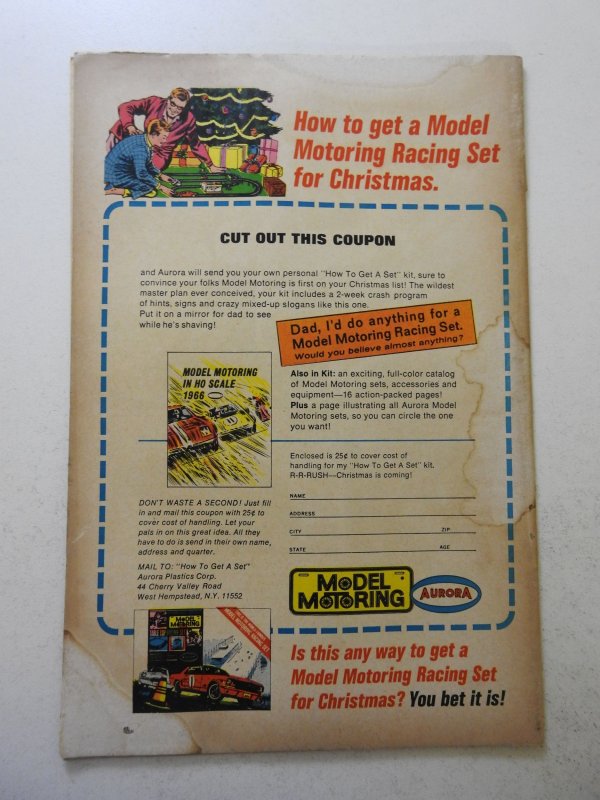 How to get a Model
Motoring Racing Set
for Christmas.
CUT OUT THIS COUPON
and Aurora will send you your own personal "How To Get A Set" kit, sure to
convince your folks Model Motoring is first on your Christmas list! The wildest
master plan ever conceived, your kit includes a 2-week crash program
of hints, signs and crazy mixed-up slogans like this one.
Put it on a mirror for dad to see
while he's shaving!
Dad, I'd do anything for a
Model Motoring Racing Set.
Would you believe almost anything?
MODEL MOTORING
IN HO SCALE
1966
Also in Kit: an exciting, full-color catalog
of Model Motoring sets, accessories and
equipment—16 action-packed pages!
Plus a page illustrating all Aurora Model
Motoring sets, so you can circle the one
you want!
Enclosed is 25¢ to cover cost of
handling for my "How To Get A Set" kit.
R-R-RUSH—Christmas is coming!
NAME
ADDRESS
CITY ZIP
STATE AGE
DON'T WASTE A SECOND! Just fill
in and mail this coupon with 25¢ to
cover cost of handling. Let your
pals in on this great idea. All they
have to do is send in their own name,
address and quarter.
MAIL TO: "How To Get A Set"
Aurora Plastics Corp.
44 Cherry Valley Road
West Hempstead, N.Y. 11552
MODEL
MOTORING
AURORA
MODEL
MOTORING
Is this any way to get a
Model Motoring Racing Set
for Christmas? You bet it is!